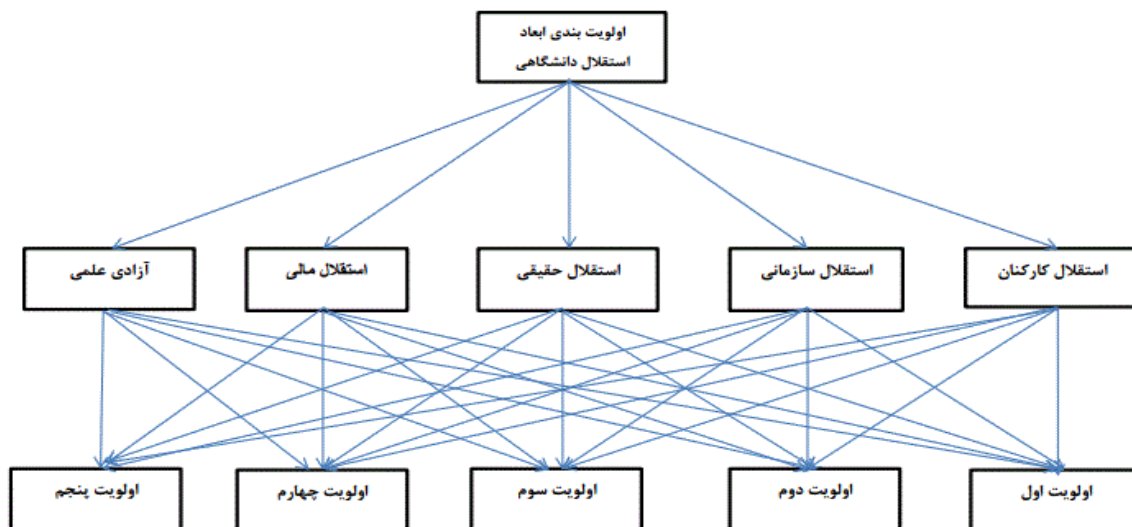 اولویت بندی ابعاد
استقلال دانشگاهی
استقلال کارکنان
استقلال سازمانی
استقلال حقیقی
استقلال مالی
آزادی علمی
اولویت اول
اولویت دوم
اولویت سوم
اولویت چهارم
اولویت پنجم